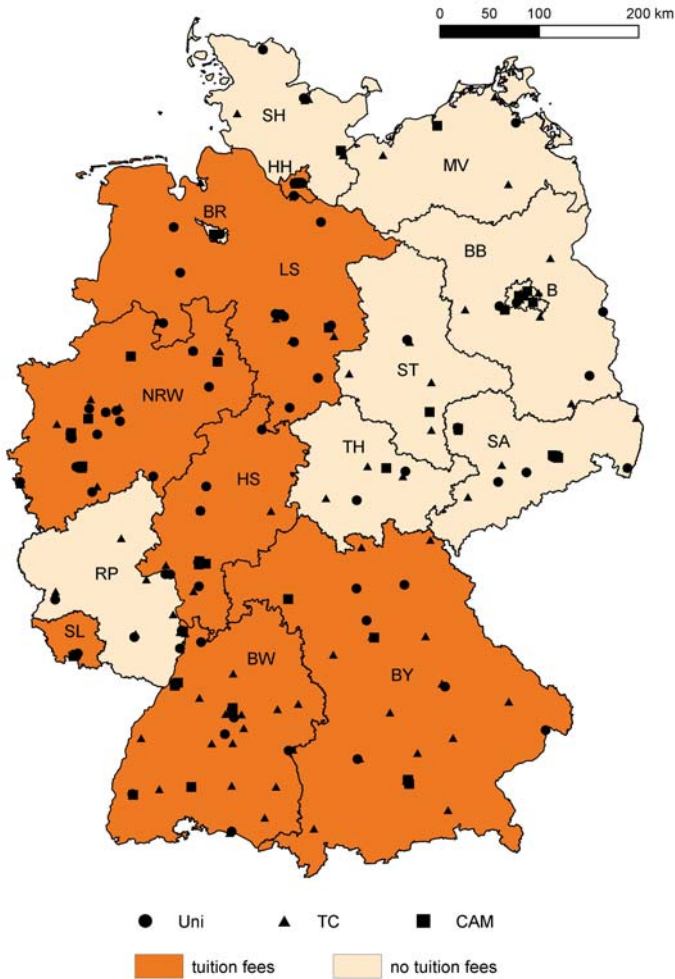 0 50 100 200 km
SH
HH
MV
BR
BB
LS
B
NRW
ST
SA
TH
HS
RP
SL
BW
BY
Uni TC CAM
tuition fees no tuition fees